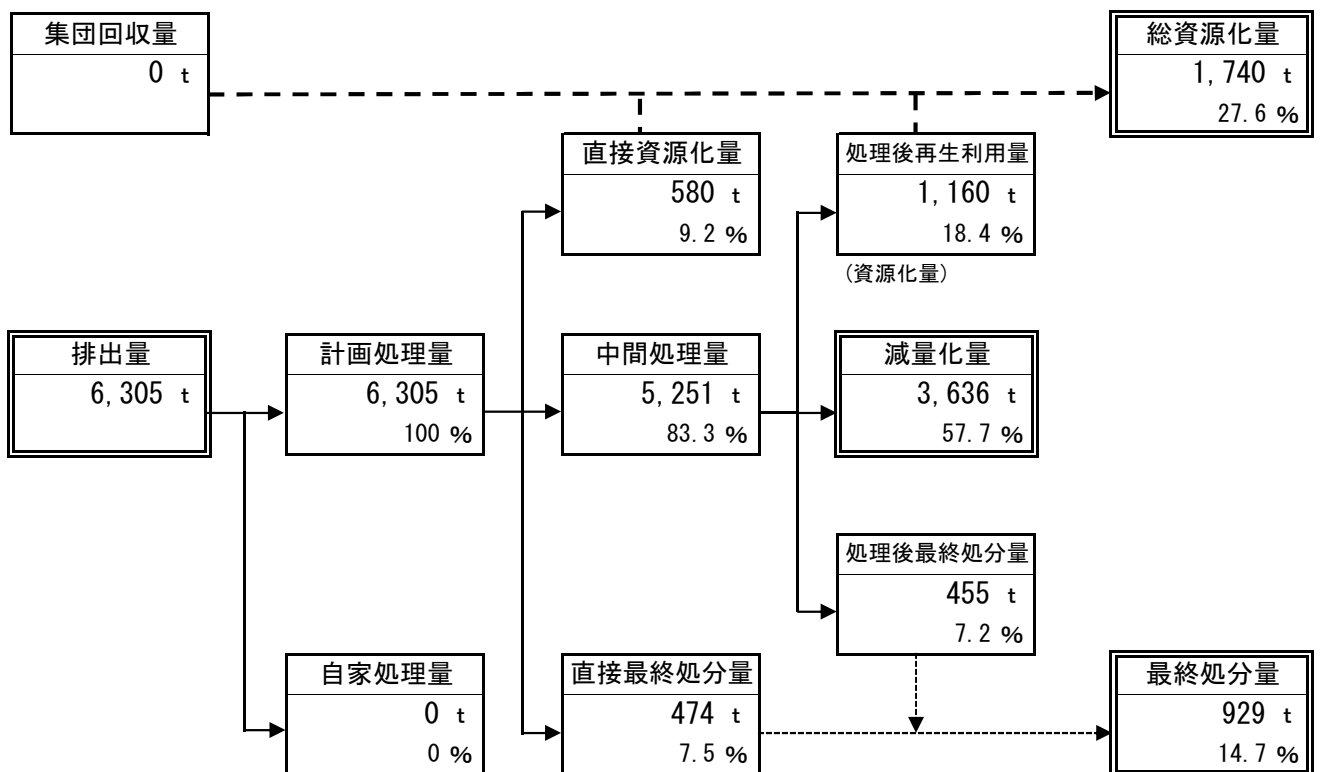 集団回収量
0 t
総資源化量
1,740 t
27.6 %
直接資源化量
580 t
9.2 %
処理後再生利用量
1,160 t
18.4 %
(資源化量)
排出量
6,305 t
計画処理量
6,305 t
100 %
中間処理量
5,251 t
83.3 %
減量化量
3,636 t
57.7 %
処理後最終処分量
455 t
7.2 %
自家処理量
0 t
0 %
直接最終処分量
474 t
7.5 %
最終処分量
929 t
14.7 %